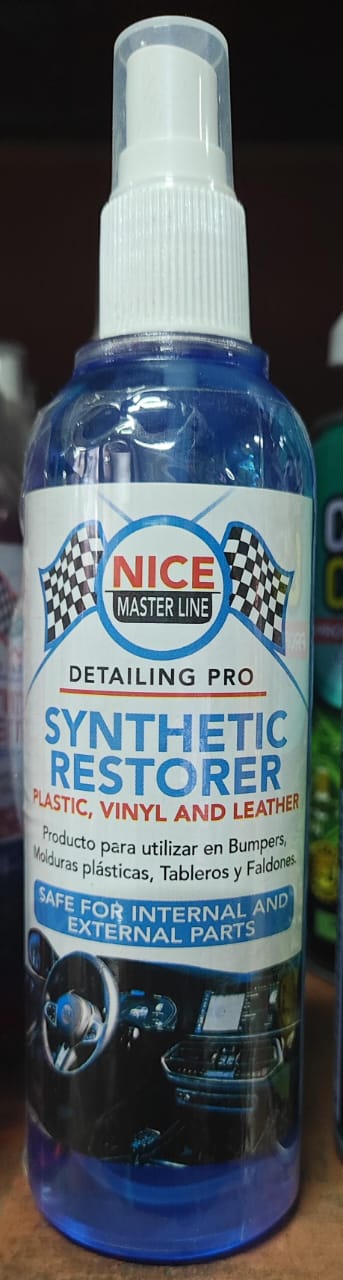 NICE
MASTER LINE
DETAILING PRO
SYNTHETIC
RESTORER
PLASTIC, VINYL AND LEATHER
Producto para utilizar en Bumpers,
Molduras plásticas, Tableros y Faldones.
SAFE FOR INTERNAL AND
EXTERNAL PARTS